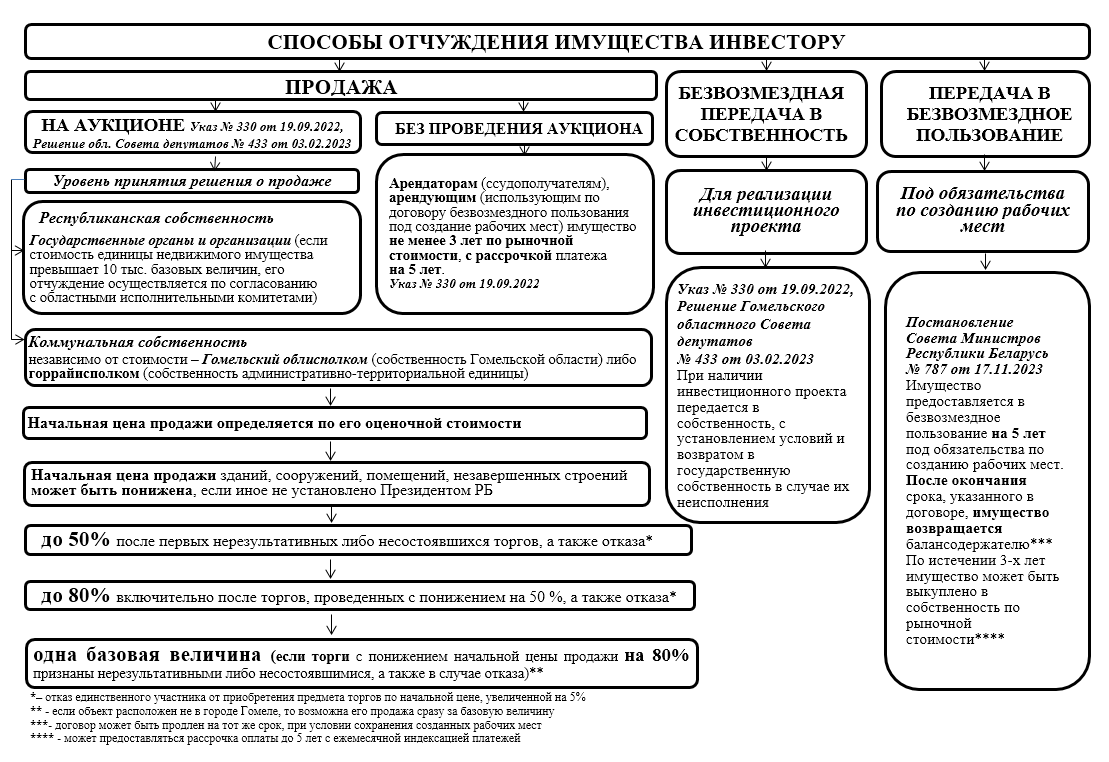 СПОСОБЫ ОТЧУЖДЕНИЯ ИМУЩЕСТВА ИНВЕСТОРУ
ПРОДАЖА
НА АУКЦИОНЕ Указ № 330 от 19.09.2022,
Решение обл. Совета депутатов № 433 от 03.02.2023
Уровень принятия решения о продаже
Республиканская собственность
Государственные органы и организации (если
стоимость единицы недвижимого имущества
превышает 10 тыс. базовых величин, его
отчуждение осуществляется по согласованию
с областными исполнительными комитетами)
БЕЗ ПРОВЕДЕНИЯ АУКЦИОНА
Арендаторам (ссудополучателям),
арендующим (использующим по
договору безвозмездного пользования
под создание рабочих мест) имущество
не менее 3 лет по рыночной
стоимости, с рассрочкой платежа
на 5 лет.
Указ № 330 от 19.09.2022
Коммунальная собственность
независимо от стоимости – Гомельский облисполком (собственность Гомельской области) либо
горрайисполком (собственность административно-территориальной единицы)
Начальная цена продажи определяется по его оценочной стоимости
Начальная цена продажи зданий, сооружений, помещений, незавершенных строений
может быть понижена, если иное не установлено Президентом РБ
до 50% после первых нерезультативных либо несостоявшихся торгов, а также отказа*
до 80% включительно после торгов, проведенных с понижением на 50 %, а также отказа*
одна базовая величина (если торги с понижением начальной цены продажи на 80%
признаны нерезультативными либо несостоявшимися, а также в случае отказа)**
БЕЗВОЗМЕЗДНАЯ
ПЕРЕДАЧА В
СОБСТВЕННОСТЬ
Для реализации
инвестиционного
проекта
Указ № 330 от 19.09.2022,
Решение Гомельского
областного Совета
депутатов
№ 433 от 03.02.2023
При наличии
инвестиционного проекта
передается в
собственность, с
установлением условий и
возвратом в
государственную
собственность в случае их
неисполнения
ПЕРЕДАЧА В
БЕЗВОЗМЕЗДНОЕ
ПОЛЬЗОВАНИЕ
Под обязательства
по созданию рабочих
мест
Постановление
Совета Министров
Республики Беларусь
№ 787 от 17.11.2023
Имущество
предоставляется в
безвозмездное
пользование на 5 лет
под обязательства по
созданию рабочих мест.
После окончания
срока, указанного в
договоре, имущество
возвращается
балансодержателю***
По истечении 3-х лет
имущество может быть
выкуплено в
собственность по
рыночной
стоимости****
*– отказ единственного участника от приобретения предмета торгов по начальной цене, увеличенной на 5%
** - если объект расположен не в городе Гомеле, то возможна его продажа сразу за базовую величину
***- договор может быть продлен на тот же срок, при условии сохранения созданных рабочих мест
**** - может предоставляться рассрочка оплаты до 5 лет с ежемесячной индексацией платежей